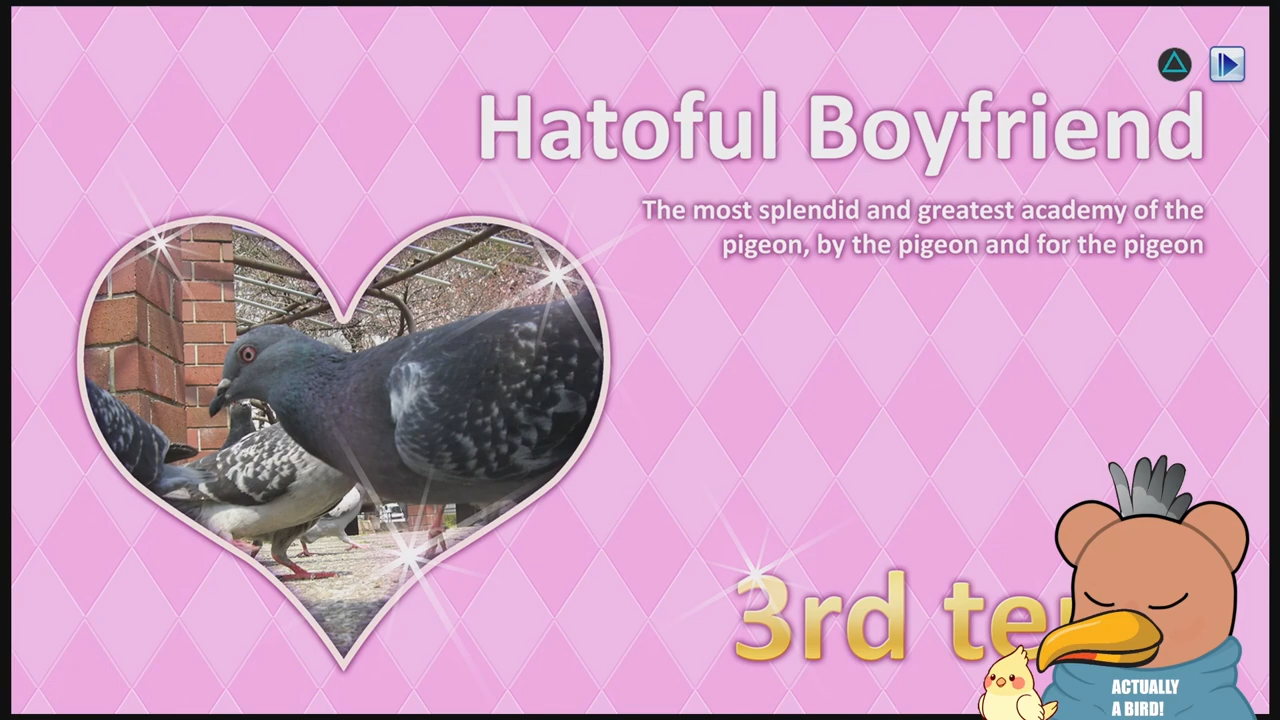 Hatoful Boyfriend
The most splendid and greatest academy of the
pigeon, by the pigeon and for the pigeon
3rd
ACTUALLY
A BIRD!